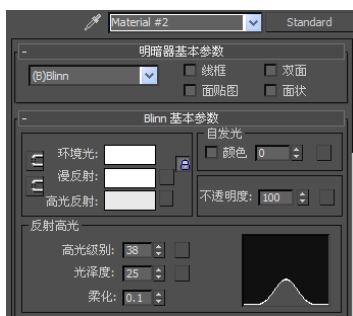 Material #2 Standard
- 明暗器基本参数
(B)Blinn 线框 双面
面贴图 面状
- Blinn 基本参数
自发光
环境光: 颜色 0
漫反射:
高光反射: 不透明度: 100
反射高光
高光级别: 38
光泽度: 25
柔化: 0.1